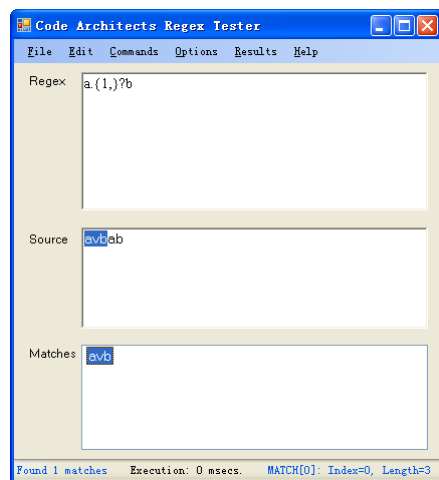 Code Architects Regex Tester
File Edit Commands Options Results Help
Regex
a.{1,}?b
Source
avbab
Matches
avb
Found 1 matches Execution: 0 msecs. MATCH[0]: Index=0, Length=3